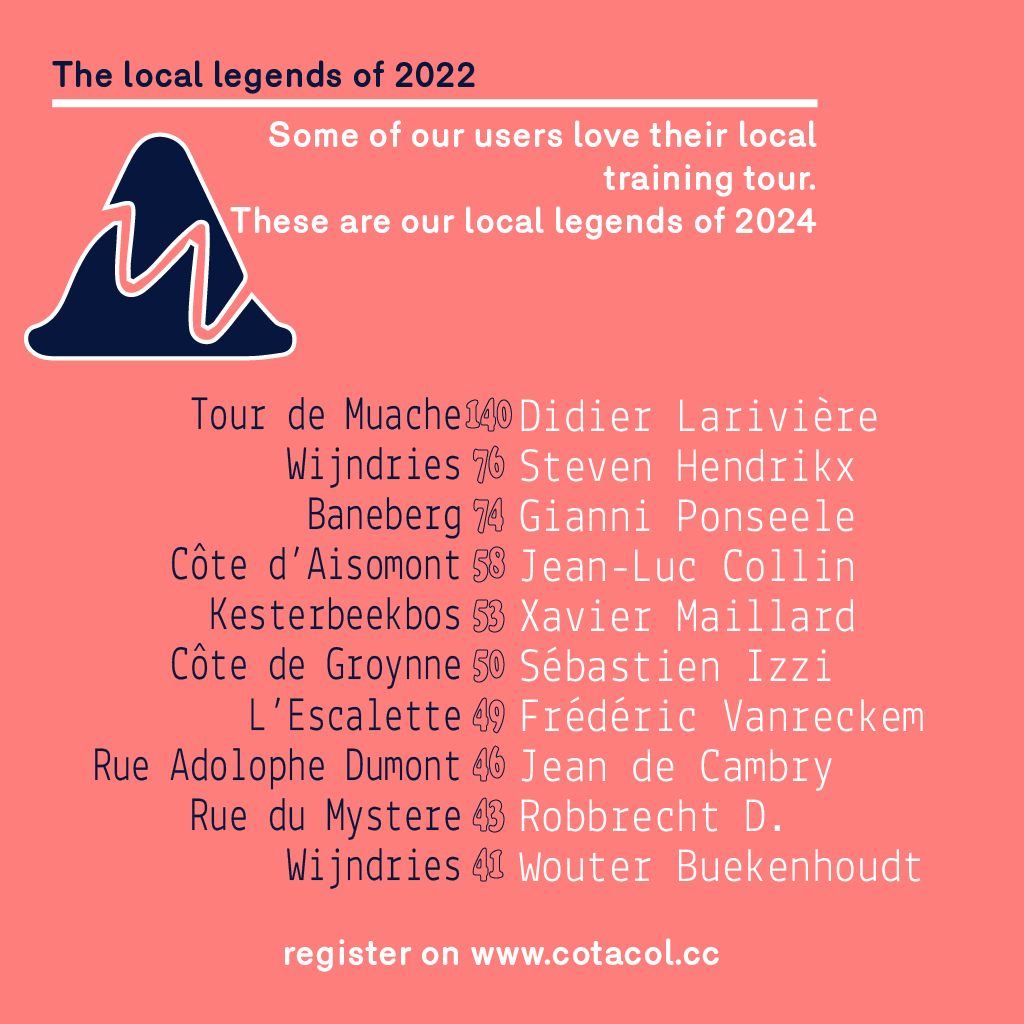 The local legends of 2022
Some of our users love their local
training tour.
These are our local legends of 2024
Tour de Muache 140 Didier Larivière
Wijndries 76 Steven Hendrikx
Baneberg 74 Gianni Ponseele
Côte d'Aisomont 58 Jean-Luc Collin
Kesterbeekbos 53 Xavier Maillard
Côte de Groynne 50 Sébastien Izzi
L'Escalette 49 Frédéric Vanreckem
Rue Adolophe Dumont 46 Jean de Cambry
Rue du Mystere 43 Robbrecht D.
Wijndries 41 Wouter Buekenhoudt
register on www.cotacol.cc